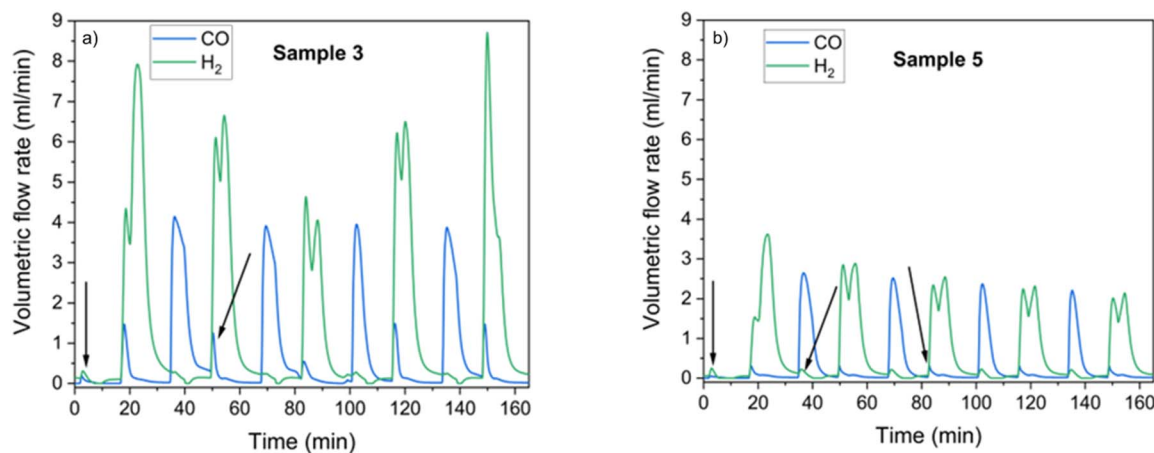 a)
CO
H₂
Sample 3
Volumetric flow rate (ml/min)
9
8
7
6
5
4
3
2
1
0
0 20 40 60 80 100 120 140 160
Time (min)
b)
CO
H₂
Sample 5
Volumetric flow rate (ml/min)
9
8
7
6
5
4
3
2
1
0
0 20 40 60 80 100 120 140 160
Time (min)